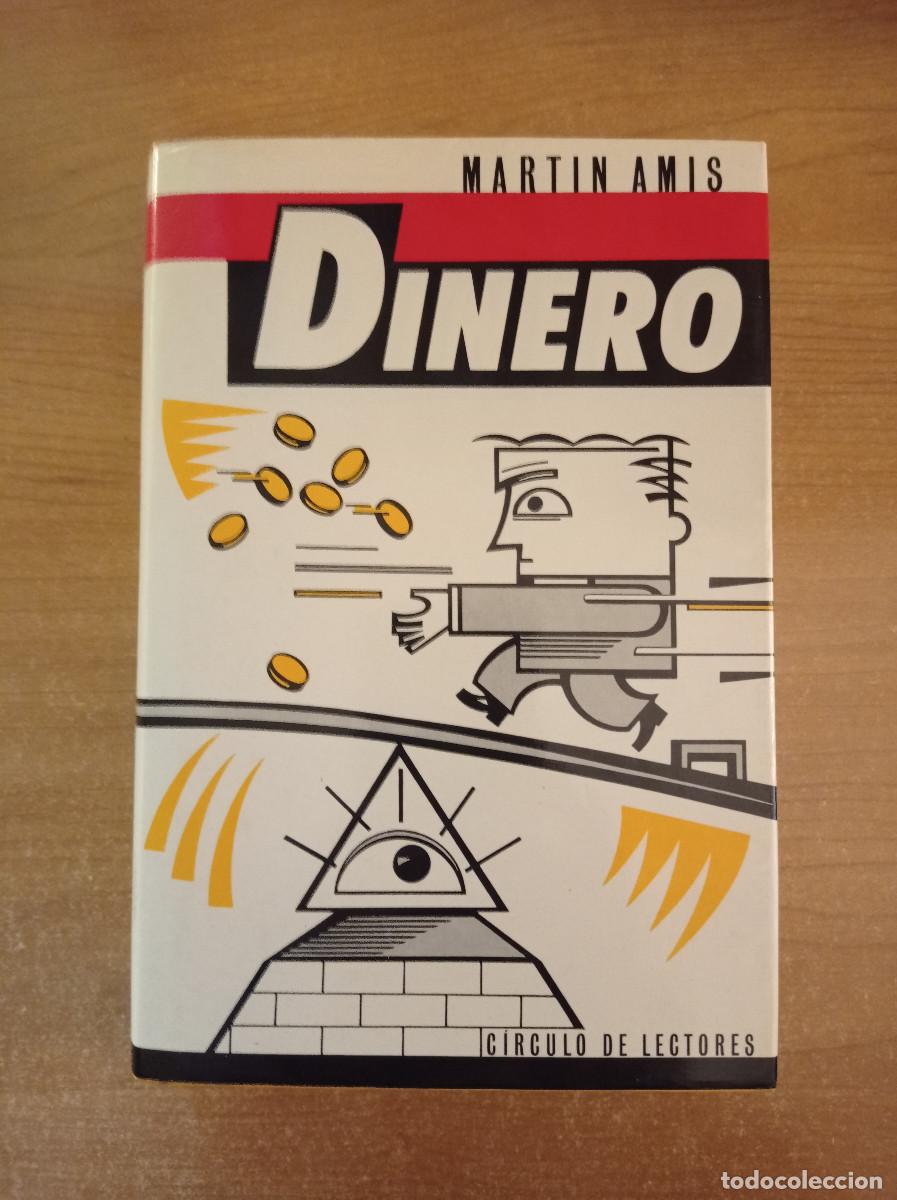 MARTIN AMIS
DINERO
CÍRCULO DE LECTORES
todocoleccion